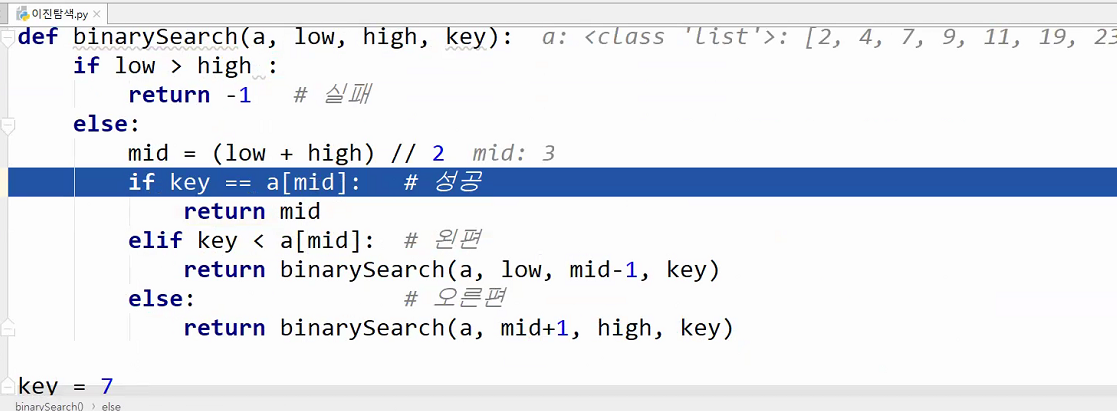 이진탐색.py
def binarySearch(a, low, high, key):  a: <class 'list'>: [2, 4, 7, 9, 11, 19, 23
    if low > high :
        return -1   # 실패
    else:
        mid = (low + high) // 2  mid: 3
        if key == a[mid]:   # 성공
            return mid
        elif key < a[mid]:  # 왼편
            return binarySearch(a, low, mid-1, key)
        else:               # 오른편
            return binarySearch(a, mid+1, high, key)
key = 7
binarySearch() › else